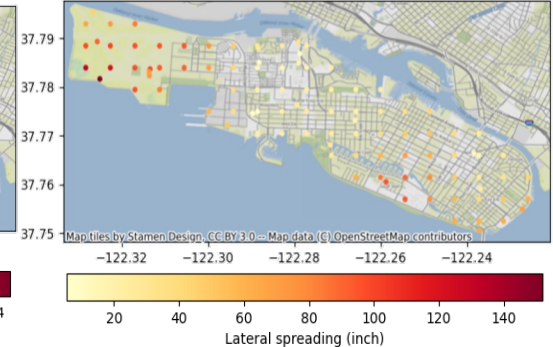 37.79
37.78
37.77
37.76
37.75
Map tiles by Stamen Design, CC BY 3.0 -- Map data (C) OpenStreetMap contributors
−122.32 −122.30 −122.28 −122.26 −122.24
4 20 40 60 80 100 120 140
Lateral spreading (inch)